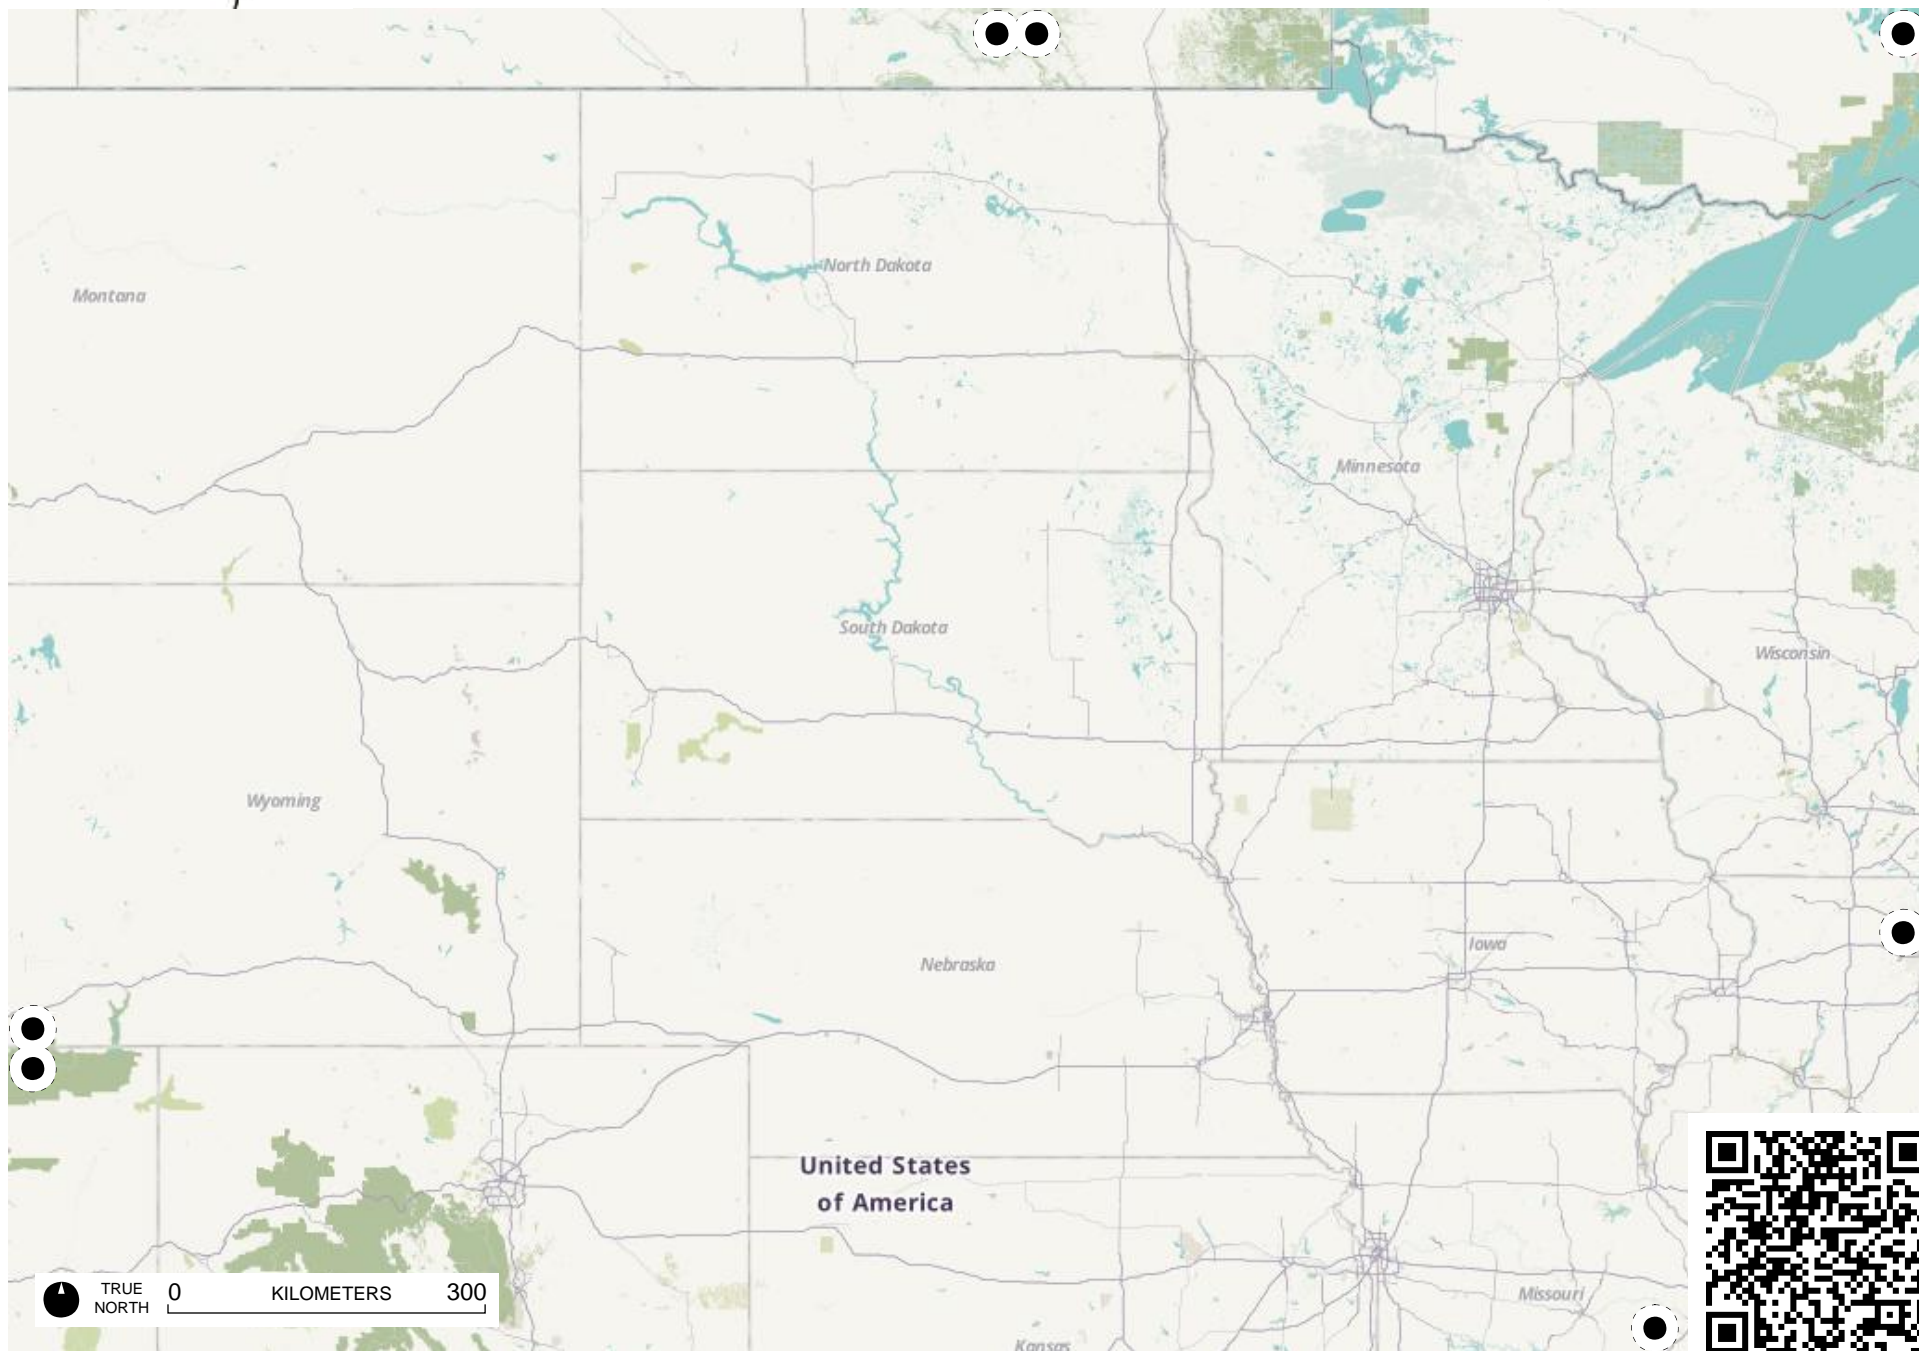 North Dakota
Montana
Minnesota
South Dakota
Wisconsin
Wyoming
Iowa
Nebraska
United States
of America
TRUE
NORTH
0
KILOMETERS
300
Missouri
Kansas